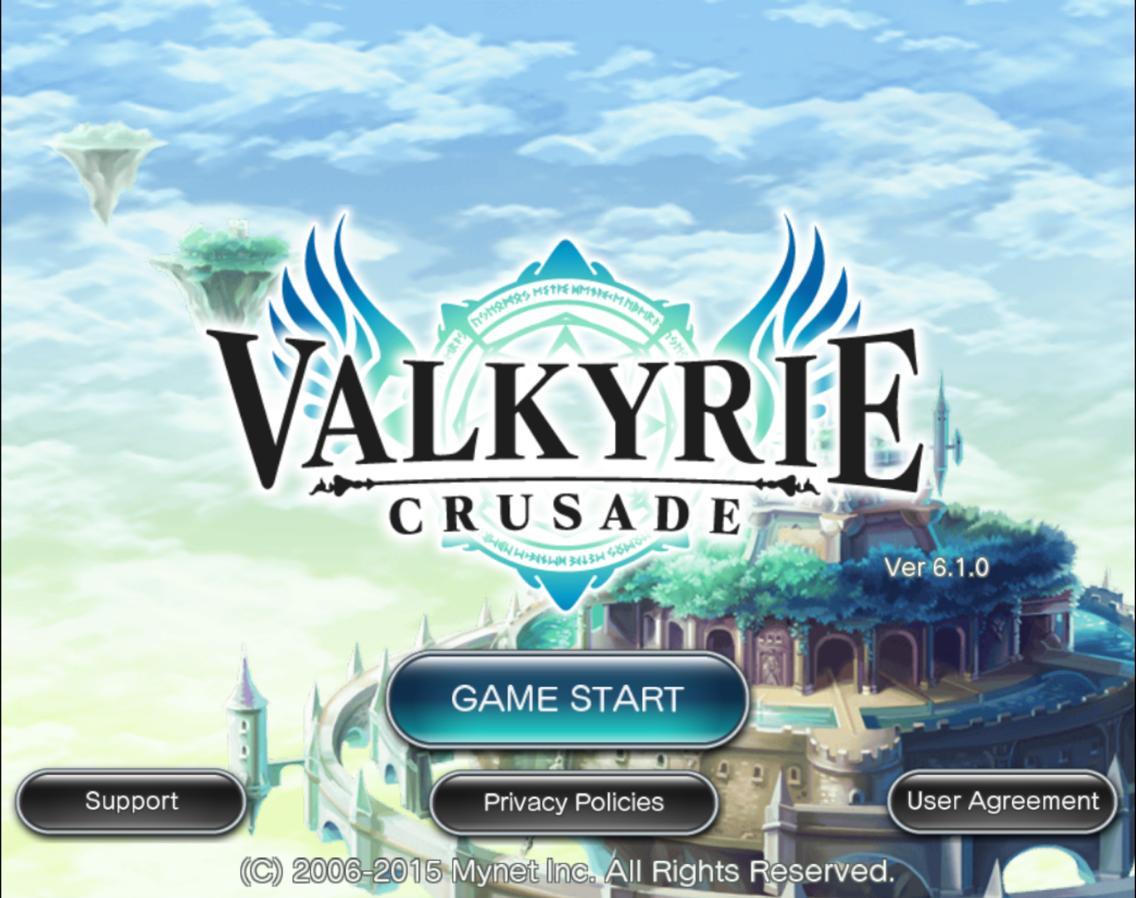 VALKYRIE
CRUSADE
Ver 6.1.0
GAME START
Support
Privacy Policies
User Agreement
(C) 2006-2015 Mynet Inc. All Rights Reserved.